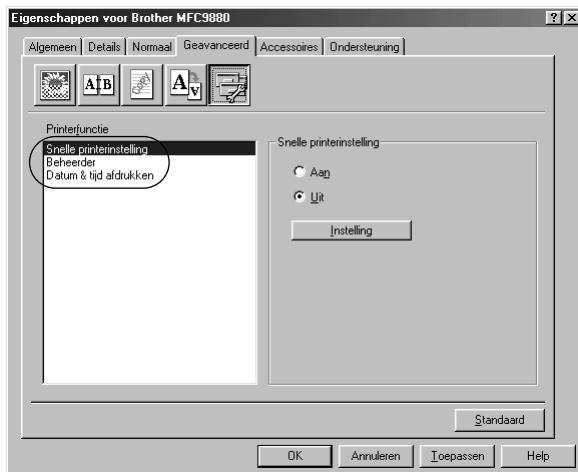 Eigenschappen voor Brother MFC9880
Algemeen Details Normaal Geavanceerd Accessoires Ondersteuning
A B A A
Printerfunctie
Snelle printerinstelling
Beheerder
Datum & tijd afdrukken
Snelle printerinstelling
Aan
Uit
Instelling
Standaard
OK Annuleren Toepassen Help